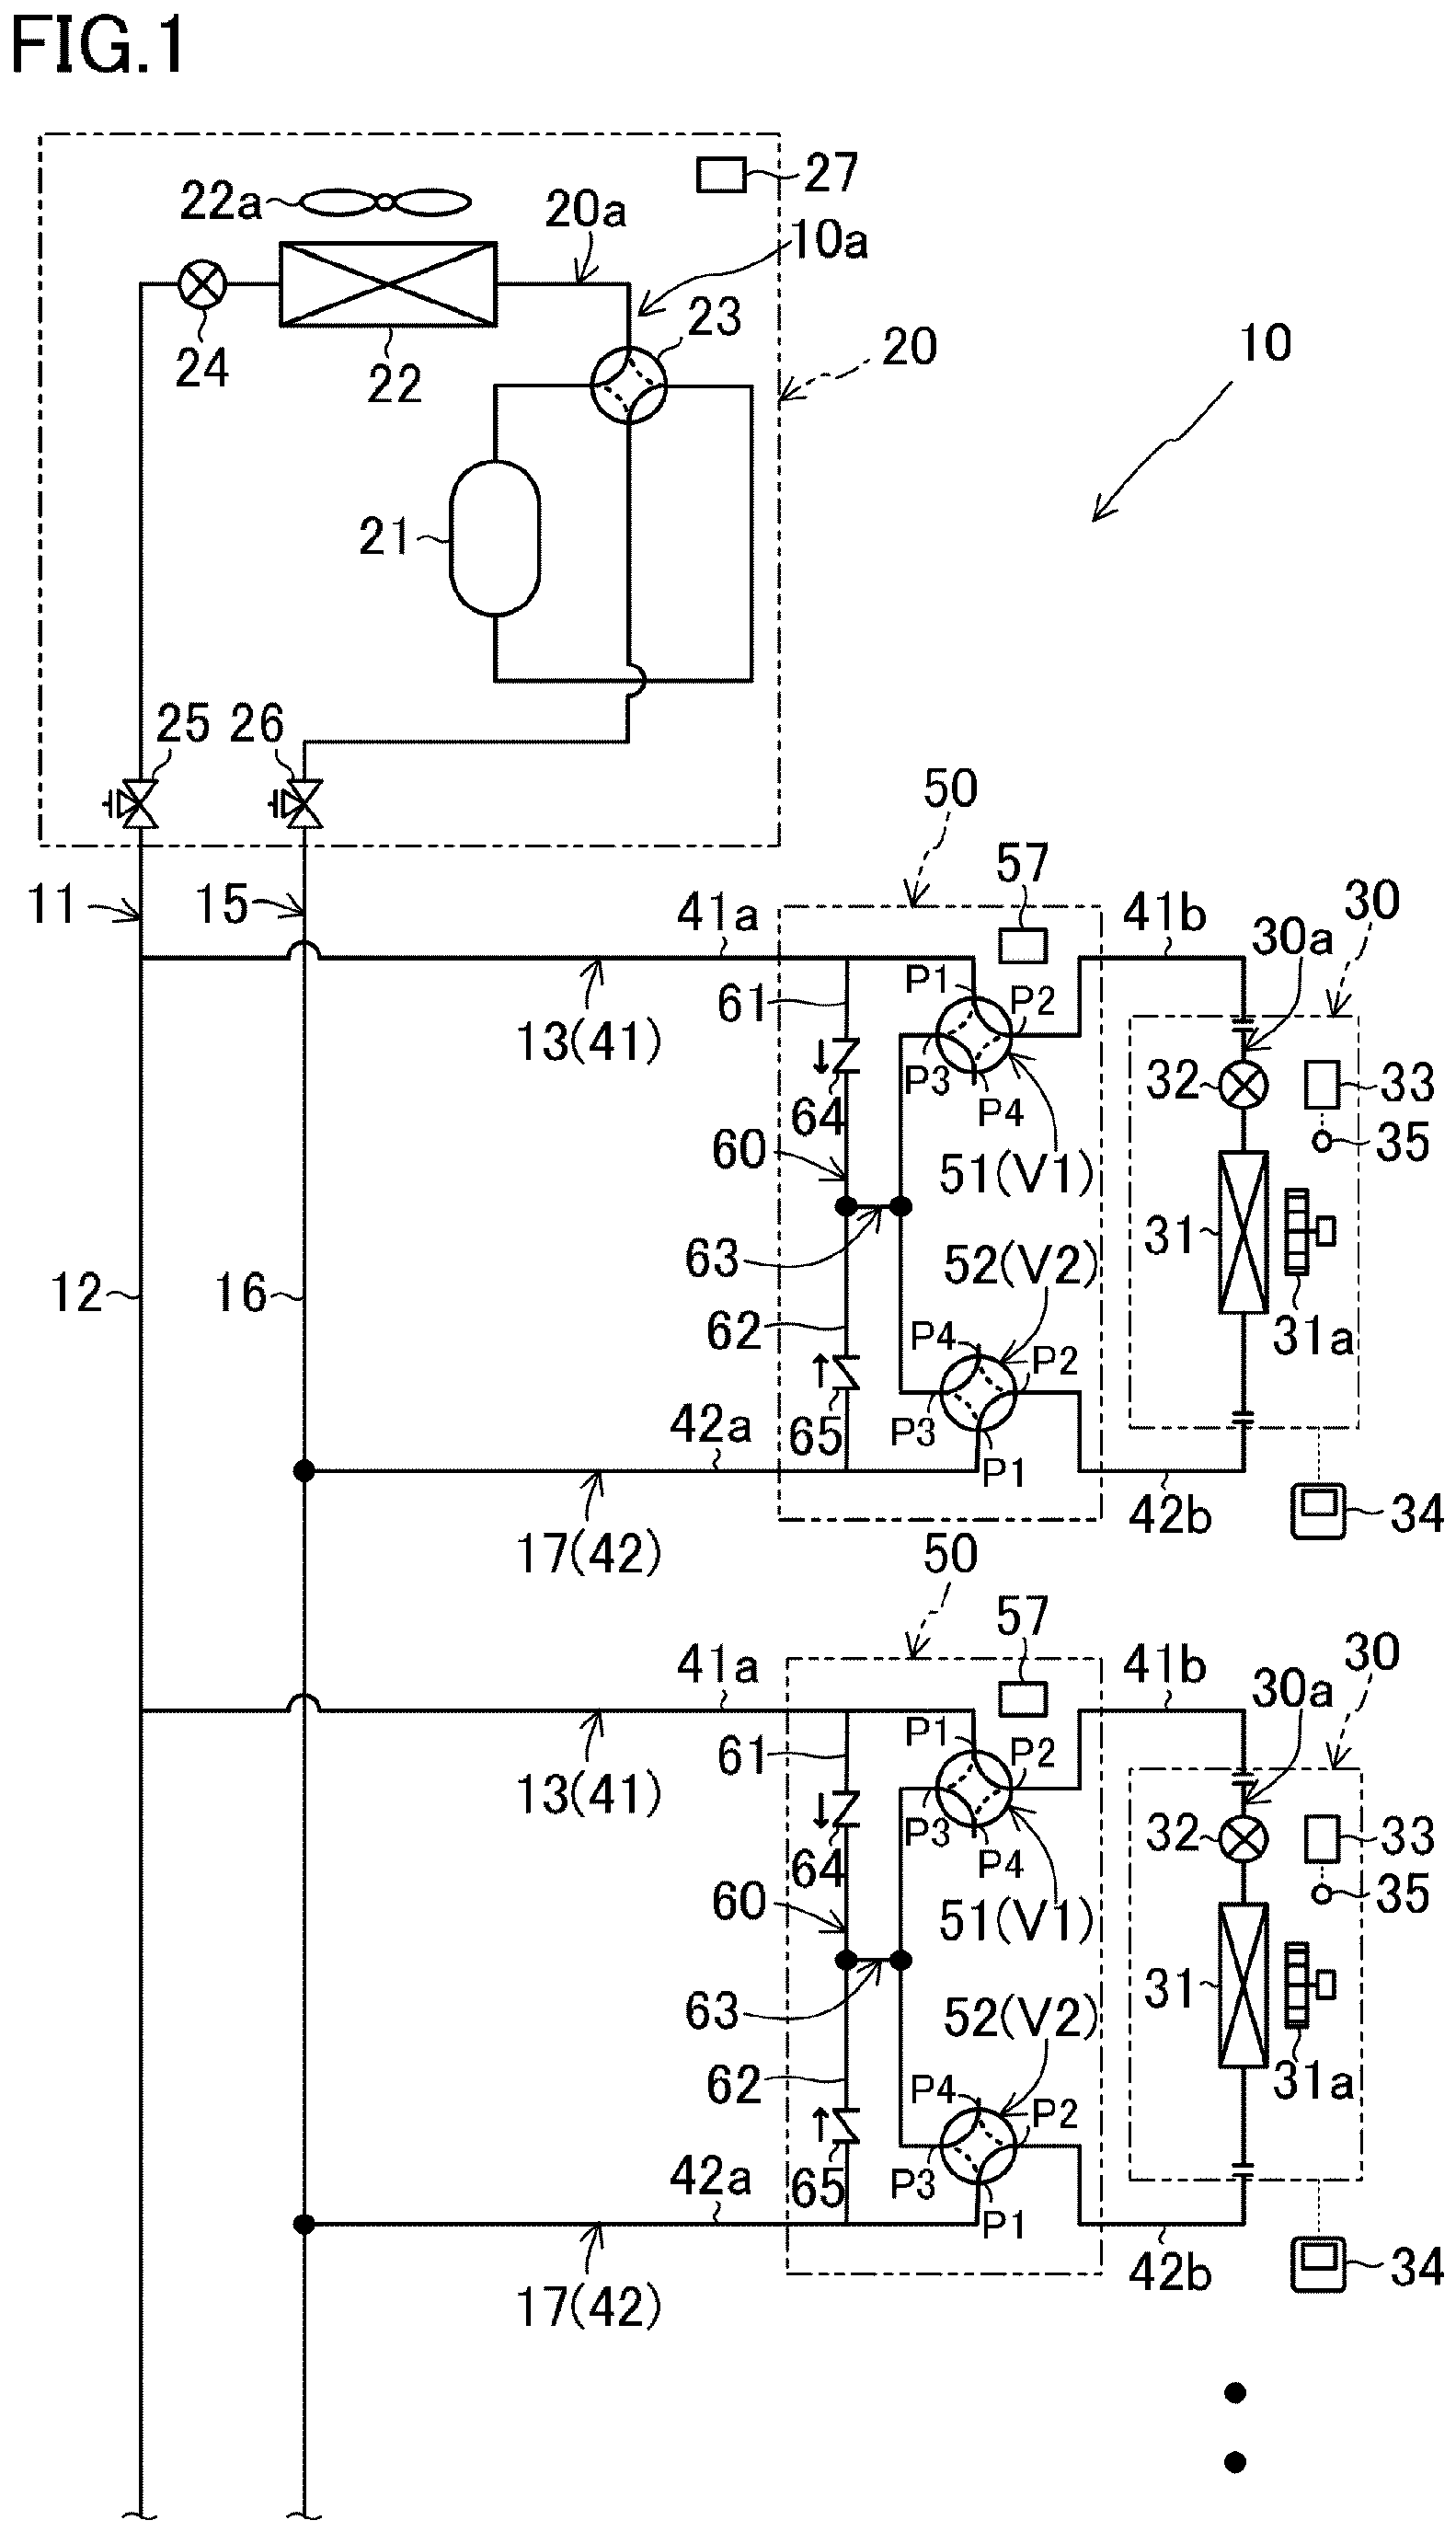 FIG.1
27
22a
20a
10a
23
24
22
20
10
21
25
26
50
57
11
15
41a
41b
30
30a
P1
P2
61
13(41)
P3
32
33
64
P4
35
60
51(V1)
31
63
52(V2)
12
16
62
P4
P2
31a
42a
65
P3
P1
42b
34
17(42)
50
57
41a
41b
30
30a
P1
P2
61
13(41)
P3
32
33
64
P4
35
60
51(V1)
31
63
52(V2)
62
P4
P2
31a
42a
65
P3
P1
42b
34
17(42)